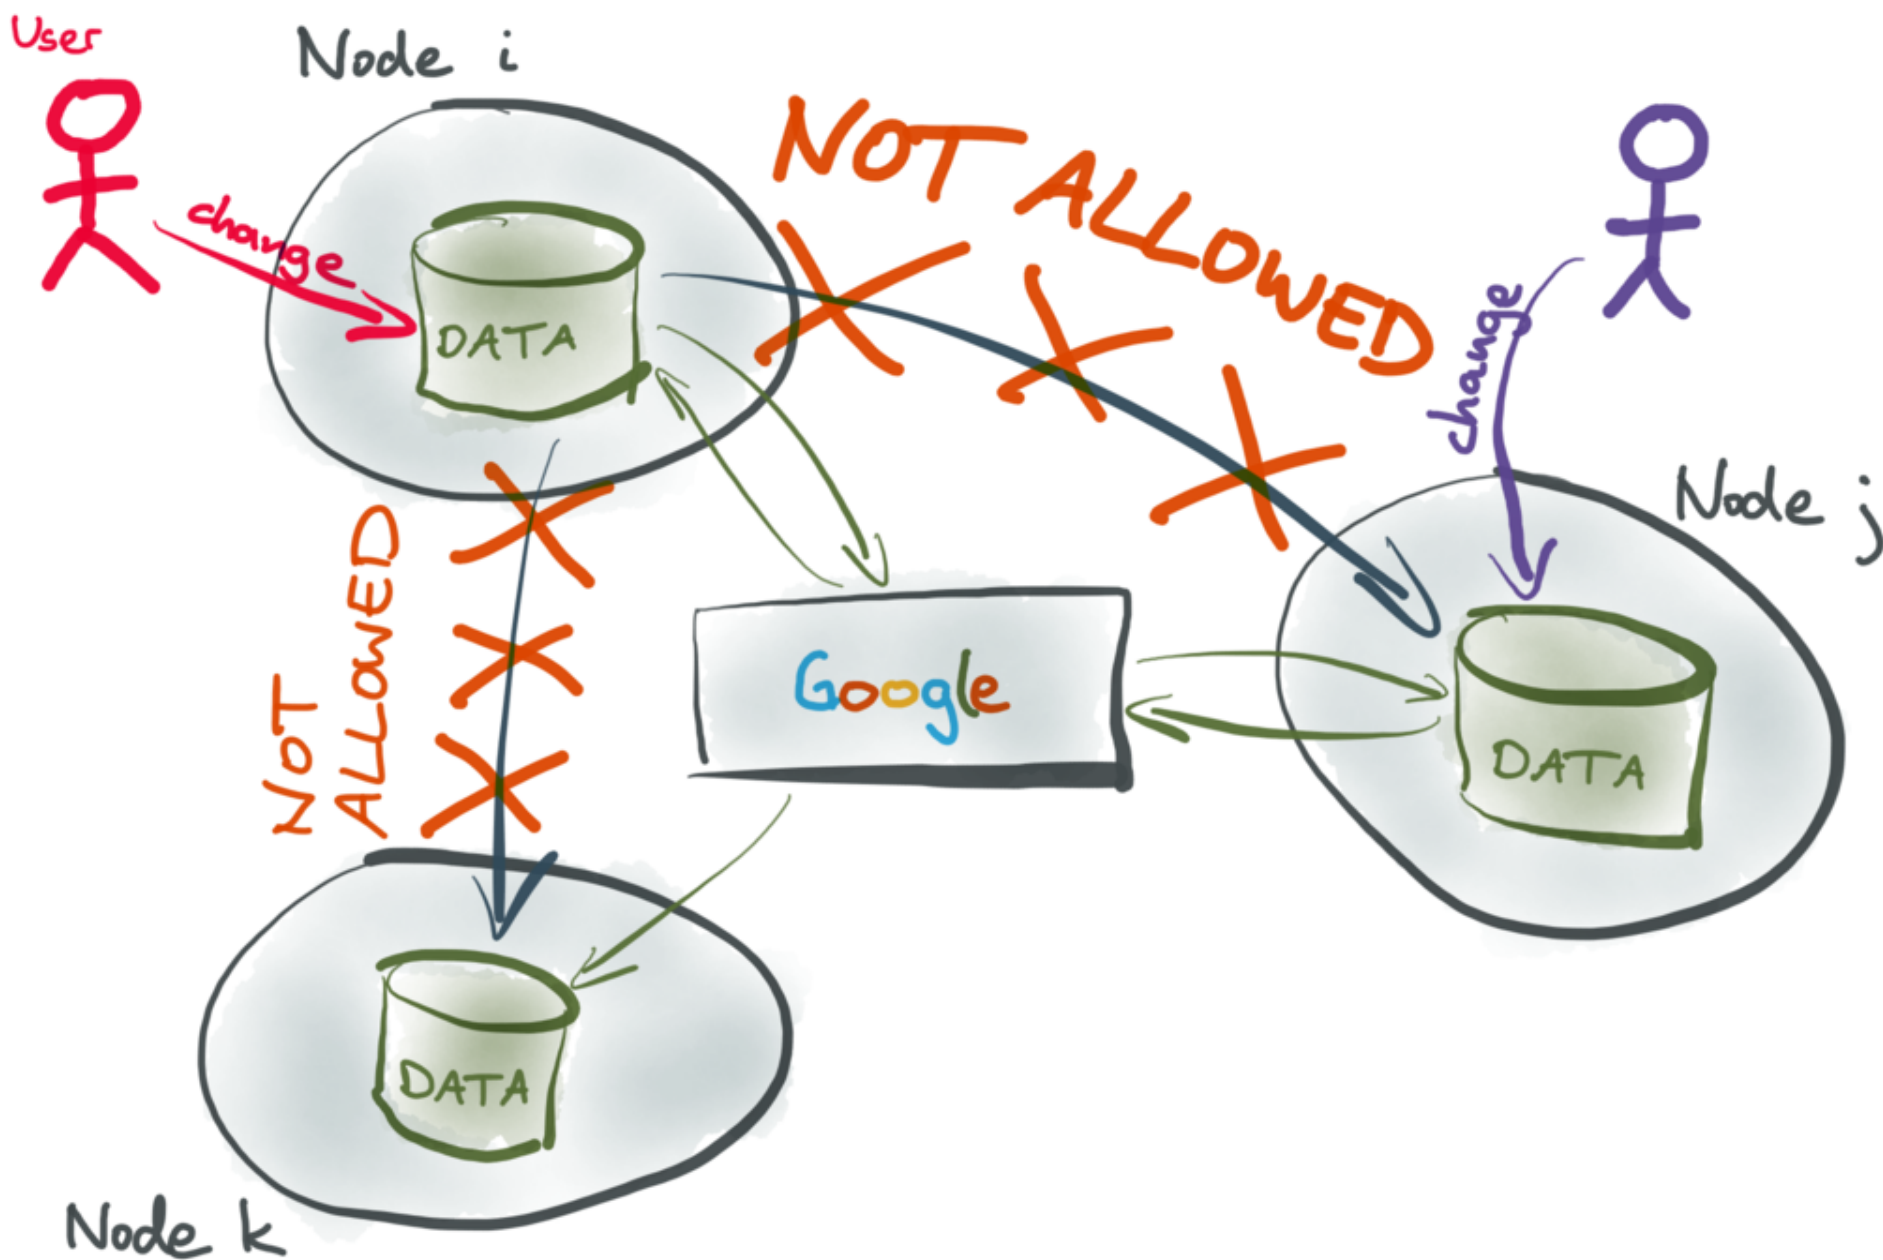 User
Node i
NOT ALLOWED
change
DATA
change
Node j
NOT
ALLOWED
Google
DATA
DATA
Node k